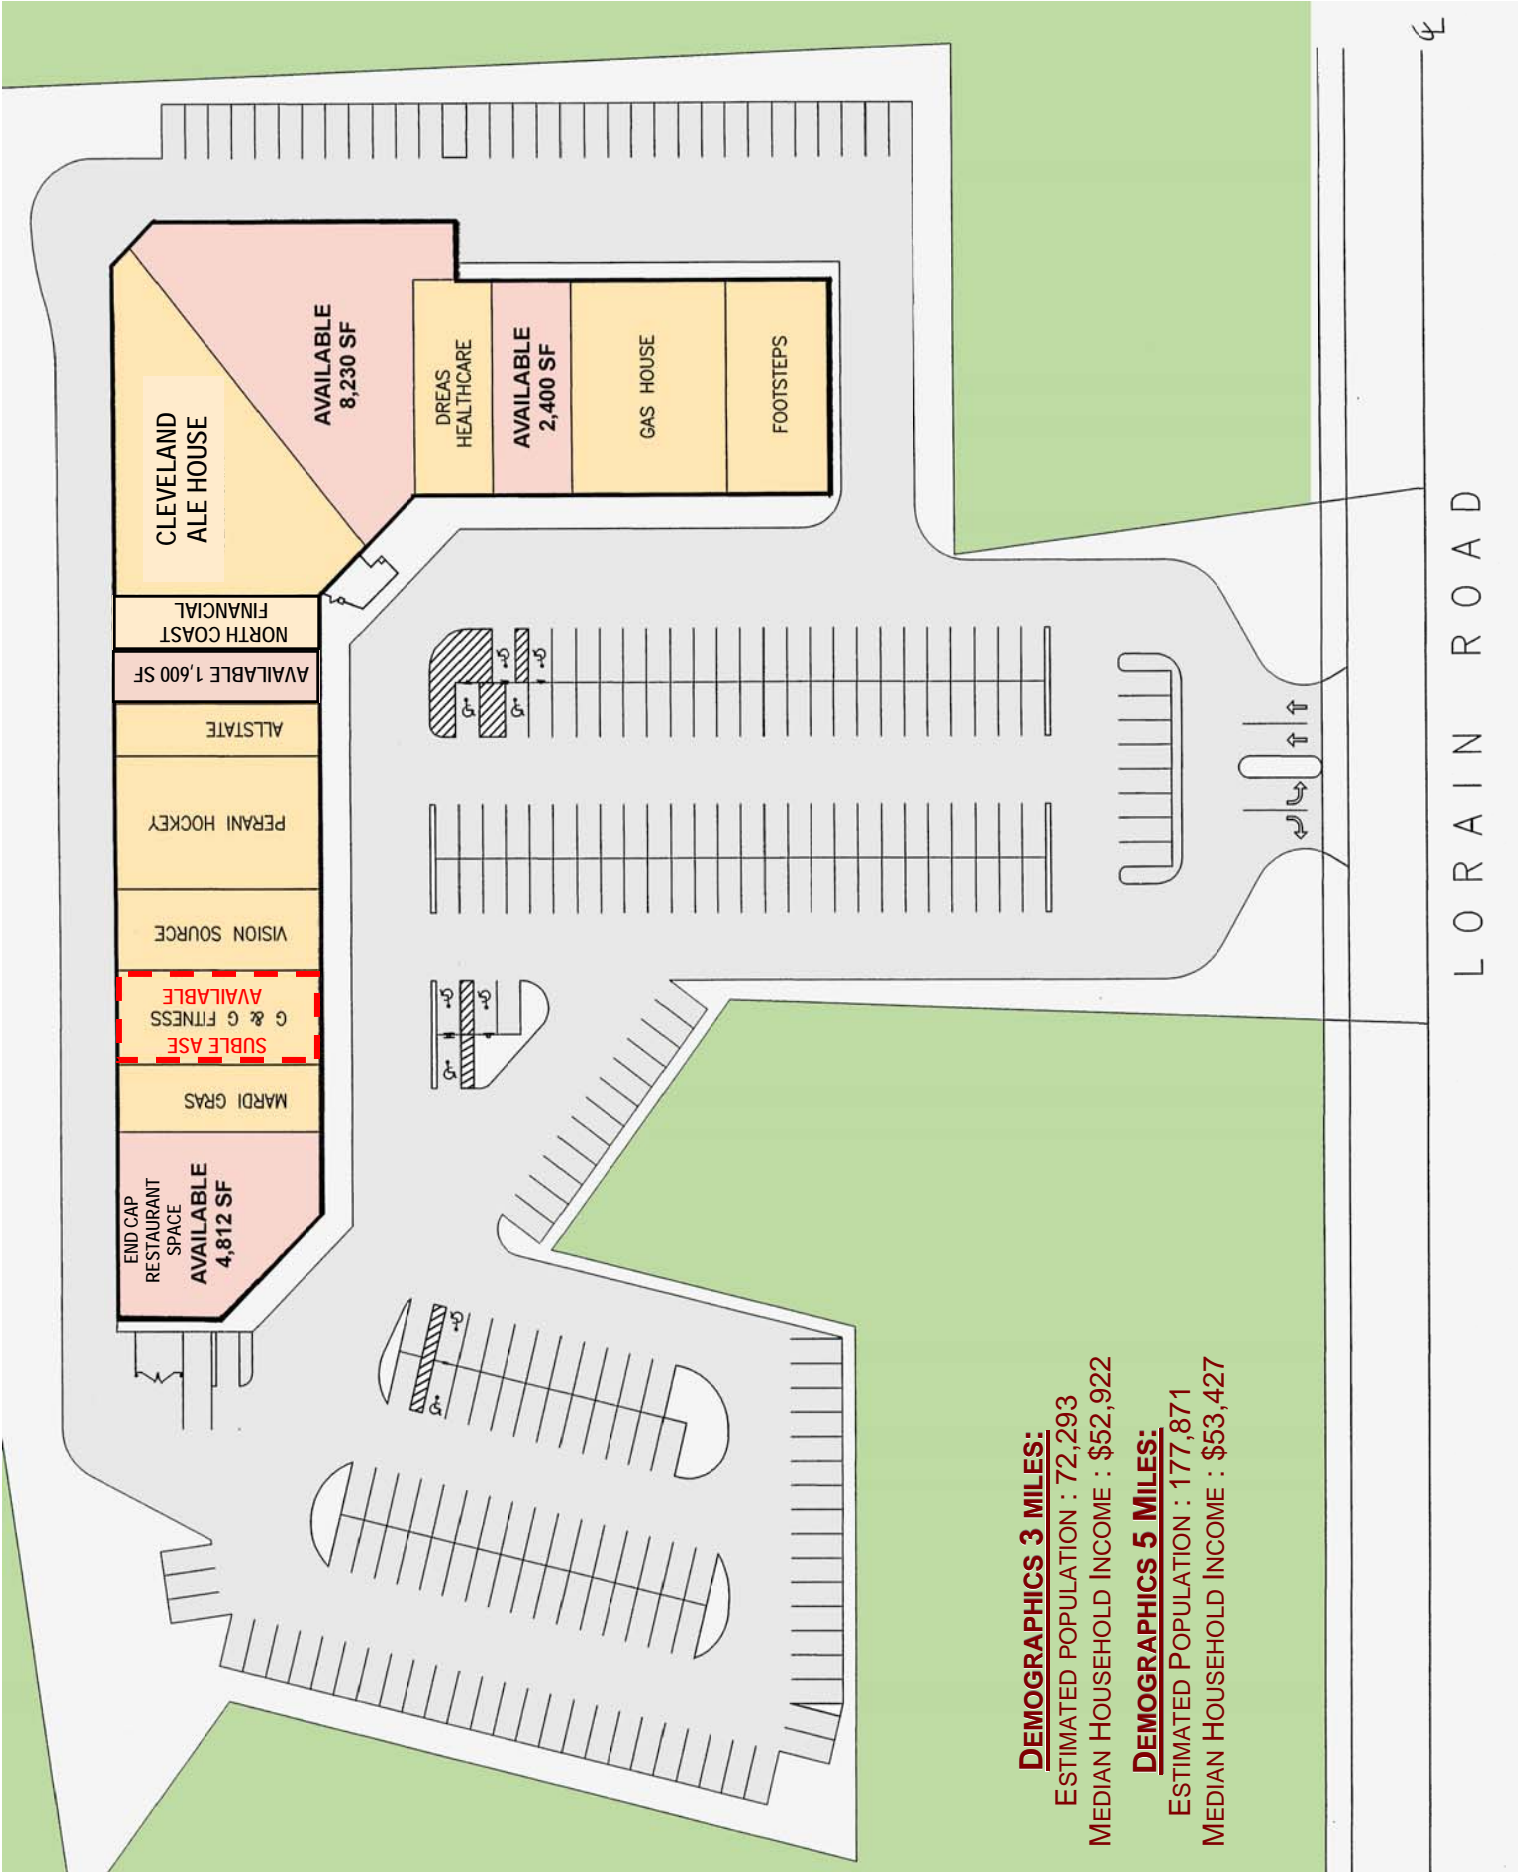 CLEVELAND
ALE HOUSE
AVAILABLE
8,230 SF
DREAS
HEALTHCARE
AVAILABLE
2,400 SF
GAS HOUSE
FOOTSTEPS
NORTH COAST
FINANCIAL
AVAILABLE 1,600 SF
ALLSTATE
PERANI HOCKEY
VISION SOURCE
SUBLE ASE
G & G FITNESS
AVAILABLE
MARDI GRAS
END CAP
RESTAURANT
SPACE
AVAILABLE
4,812 SF
LORAIN ROAD
DEMOGRAPHICS 3 MILES:
ESTIMATED POPULATION : 72,293
MEDIAN HOUSEHOLD INCOME : $52,922
DEMOGRAPHICS 5 MILES:
ESTIMATED POPULATION : 177,871
MEDIAN HOUSEHOLD INCOME : $53,427